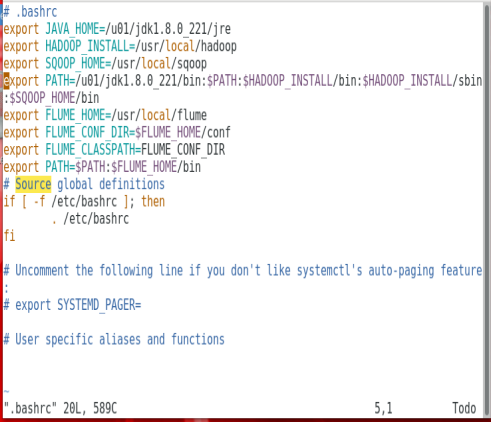 # .bashrc
export JAVA_HOME=/u01/jdk1.8.0_221/jre
export HADOOP_INSTALL=/usr/local/hadoop
export SQOOP_HOME=/usr/local/sqoop
export PATH=/u01/jdk1.8.0_221/bin:$PATH:$HADOOP_INSTALL/bin:$HADOOP_INSTALL/sbin
:$SQOOP_HOME/bin
export FLUME_HOME=/usr/local/flume
export FLUME_CONF_DIR=$FLUME_HOME/conf
export FLUME_CLASSPATH=FLUME_CONF_DIR
export PATH=$PATH:$FLUME_HOME/bin
# Source global definitions
if [ -f /etc/bashrc ]; then
        . /etc/bashrc
fi

# Uncomment the following line if you don't like systemctl's auto-paging feature
:
# export SYSTEMD_PAGER=

# User specific aliases and functions

~
".bashrc" 20L, 589C 5,1 Todo